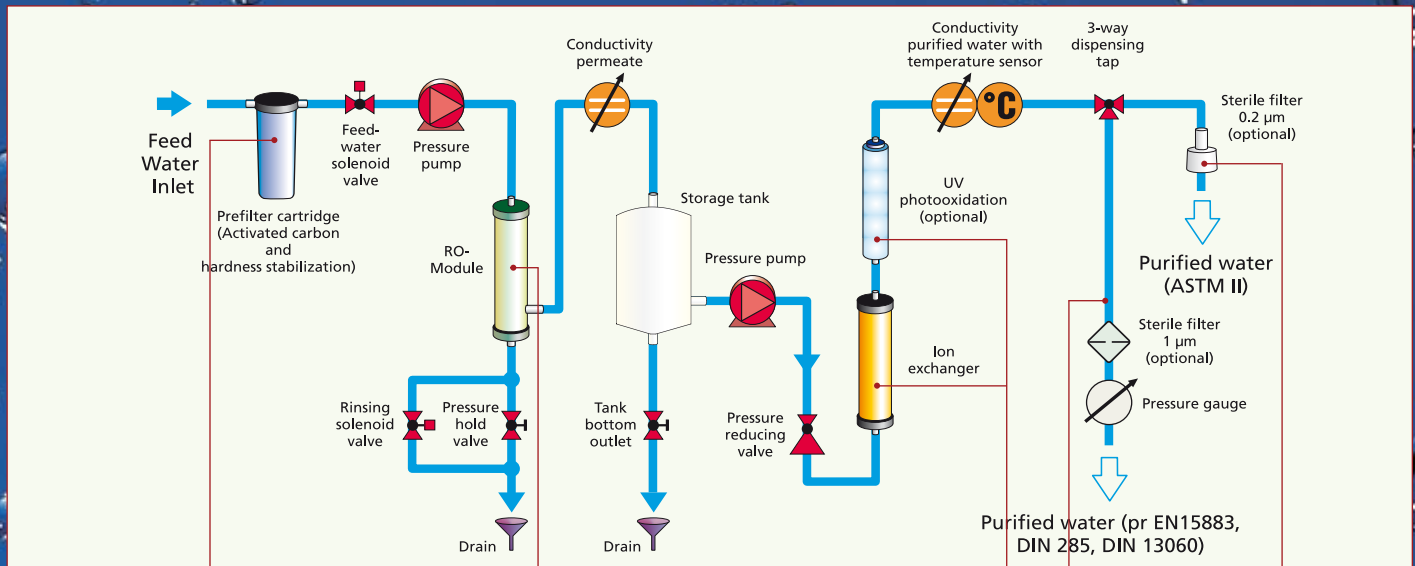 Feed
Water
Inlet
Prefilter cartridge
(Activated carbon
and
hardness stabilization)
Feed-
water
solenoid
valve
Pressure
pump
RO-
Module
Rinsing
solenoid
valve
Pressure
hold
valve
Drain
Conductivity
permeate
Storage tank
Tank
bottom
outlet
Drain
Pressure pump
Pressure
reducing
valve
Ion
exchanger
UV
photooxidation
(optional)
Conductivity
purified water with
temperature sensor
°C
3-way
dispensing
tap
Sterile filter
0.2 µm
(optional)
Purified water
(ASTM II)
Sterile filter
1 µm
(optional)
Pressure gauge
Purified water (pr EN15883,
DIN 285, DIN 13060)